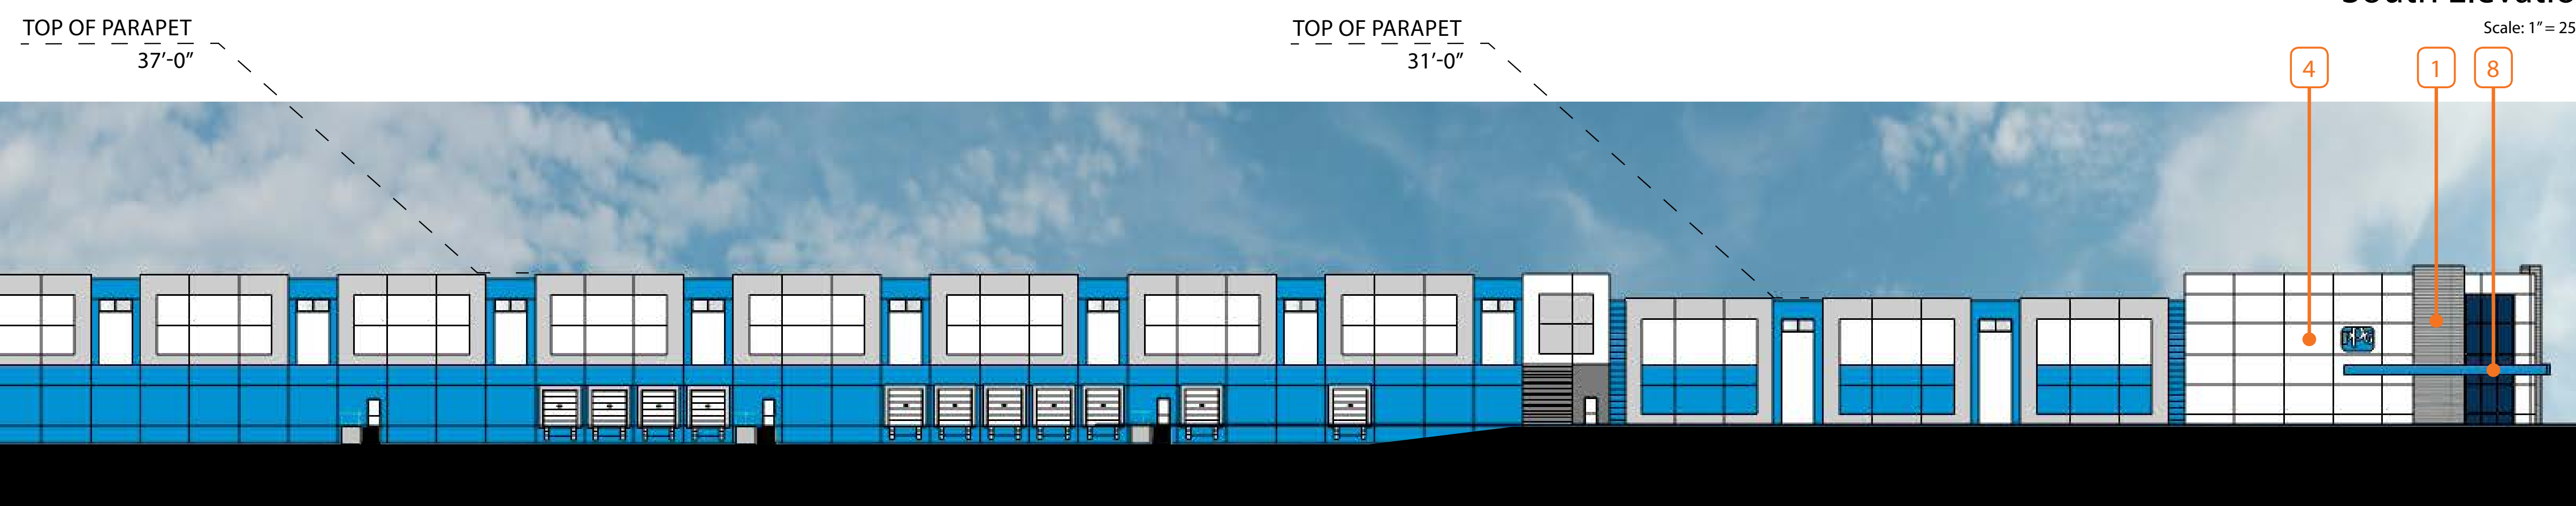 TOP OF PARAPET
37′-0″
TOP OF PARAPET
31′-0″
Scale: 1″ = 25
4
1
8